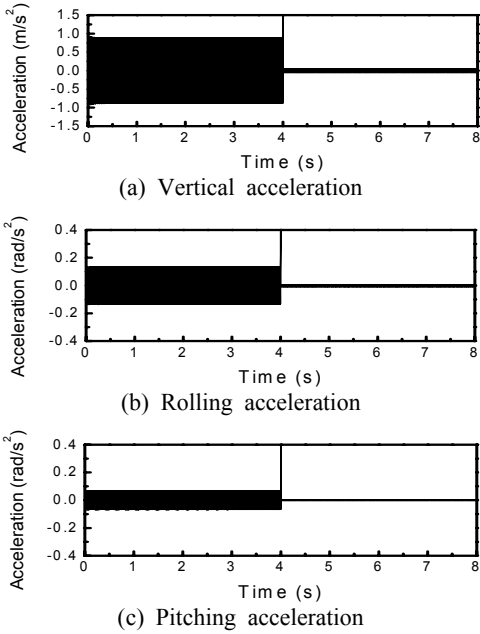 Acceleration (m/s²)
1.5
1.0
0.5
0.0
-0.5
-1.0
-1.5
0 1 2 3 4 5 6 7 8
Time (s)
(a) Vertical acceleration
Acceleration (rad/s²)
0.4
0.2
0.0
-0.2
-0.4
0 1 2 3 4 5 6 7 8
Time (s)
(b) Rolling acceleration
Acceleration (rad/s²)
0.4
0.2
0.0
-0.2
-0.4
0 1 2 3 4 5 6 7 8
Time (s)
(c) Pitching acceleration